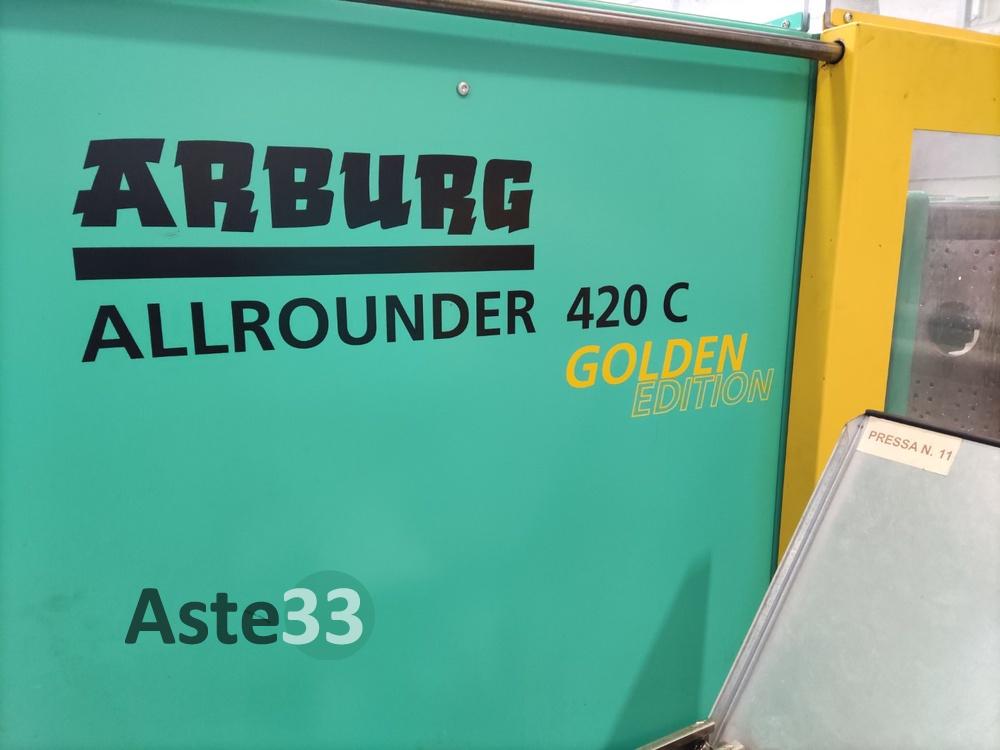 ARBURG
ALLROUNDER 420 C
GOLDEN
EDITION
PRESSA N. 11
Aste33